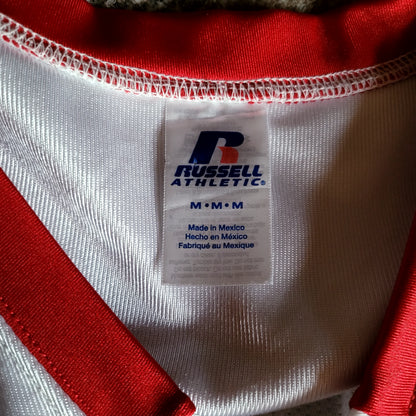 RUSSELL
ATHLETIC®
M•M•M
Made in Mexico
Hecho en México
Fabriqué au Mexique